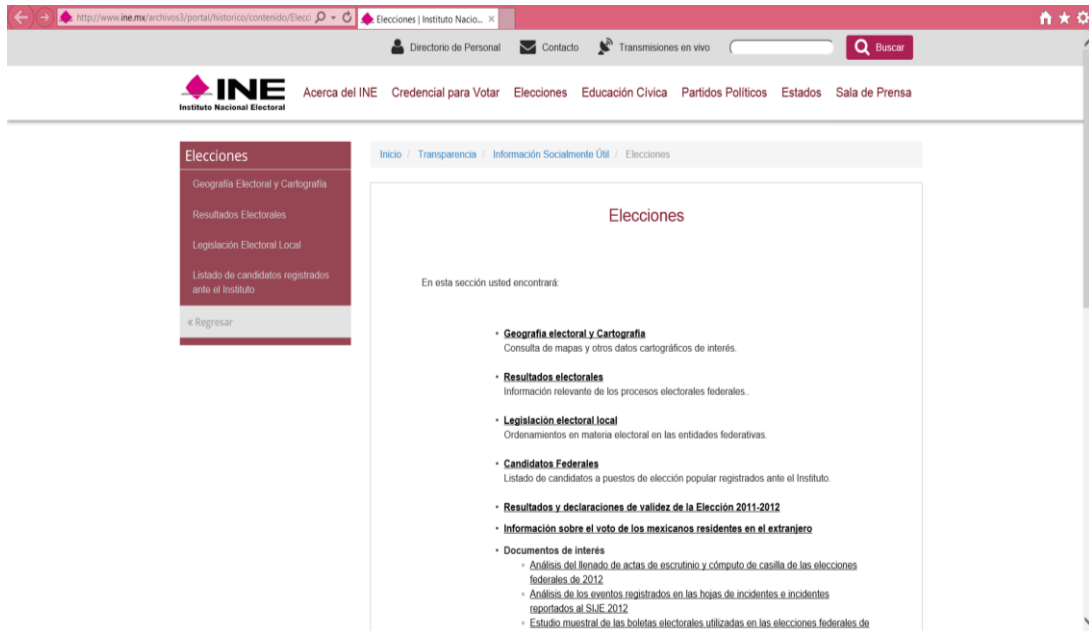 http://www.ine.mx/archivos3/portal/historico/contenido/Elecci
Elecciones | Instituto Nacio...
Directorio de Personal
Contacto
Transmisiones en vivo
Buscar
INE
Instituto Nacional Electoral
Acerca del INE
Credencial para Votar
Elecciones
Educación Cívica
Partidos Políticos
Estados
Sala de Prensa
Elecciones
Geografía Electoral y Cartografía
Resultados Electorales
Legislación Electoral Local
Listado de candidatos registrados
ante el Instituto
« Regresar
Inicio / Transparencia / Información Socialmente Útil / Elecciones
Elecciones
En esta sección usted encontrará:
• Geografía electoral y Cartografía
Consulta de mapas y otros datos cartográficos de interés.
• Resultados electorales
Información relevante de los procesos electorales federales..
• Legislación electoral local
Ordenamientos en materia electoral en las entidades federativas.
• Candidatos Federales
Listado de candidatos a puestos de elección popular registrados ante el Instituto.
• Resultados y declaraciones de validez de la Elección 2011-2012
• Información sobre el voto de los mexicanos residentes en el extranjero
• Documentos de interés
Análisis del llenado de actas de escrutinio y cómputo de casilla de las elecciones
federales de 2012
Análisis de los eventos registrados en las hojas de incidentes e incidentes
reportados al SIJE 2012
Estudio muestral de las boletas electorales utilizadas en las elecciones federales de